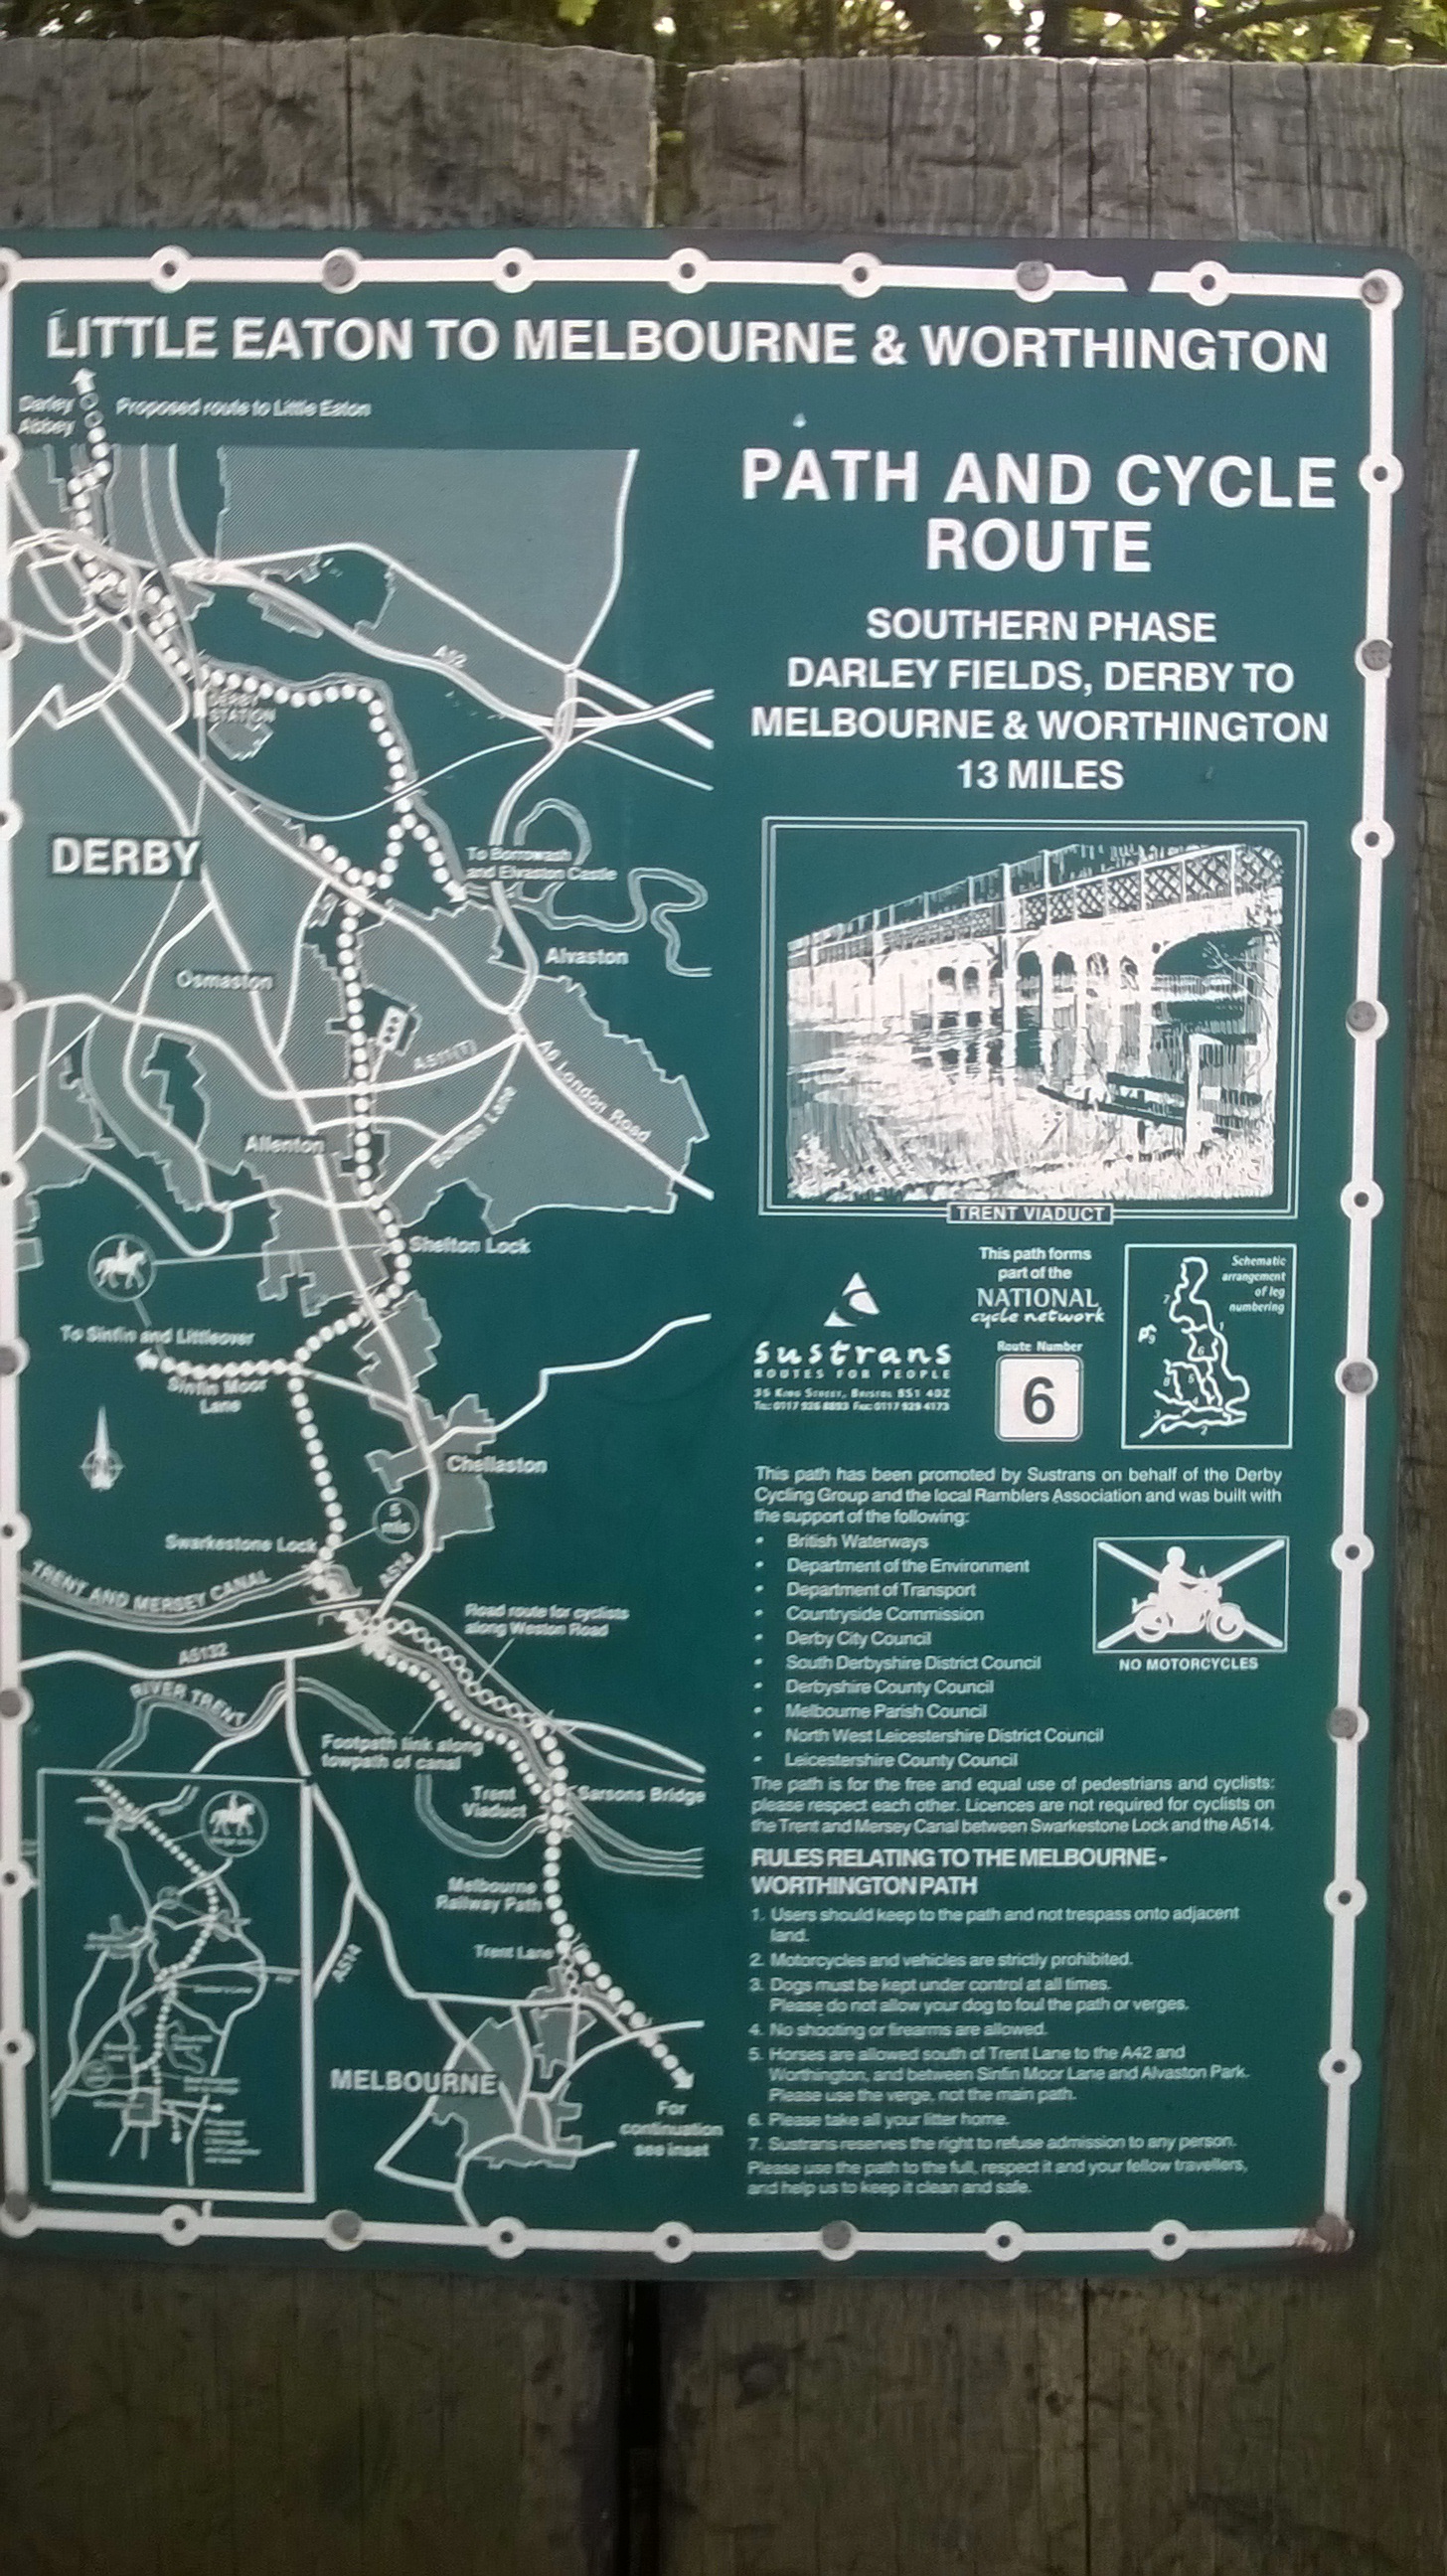 LITTLE EATON TO MELBOURNE & WORTHINGTON
Darley
Abbey
Proposed route to Little Eaton
PATH AND CYCLE
ROUTE
SOUTHERN PHASE
DARLEY FIELDS, DERBY TO
MELBOURNE & WORTHINGTON
13 MILES
A52
DERBY
STATION
DERBY
To Borrowash
and Elvaston Castle
Alvaston
Osmaston
A5111(T)
A6 London Road
Boulton Lane
Allenton
Shelton Lock
To Sinfin and Littleover
Sinfin Moor
Lane
Chellaston
5
mls
Swarkestone Lock
TRENT AND MERSEY CANAL
A514
Road route for cyclists
along Weston Road
A5132
RIVER TRENT
Footpath link along
towpath of canal
Trent
Viaduct
Sarsons Bridge
Melbourne
Railway Path
Trent Lane
A514
MELBOURNE
For
continuation
see inset
TRENT VIADUCT
sustrans
ROUTES FOR PEOPLE
35 King Street, Bristol BS1 4DZ
Tel: 0117 926 8893 Fax: 0117 929 4173
This path forms
part of the
NATIONAL
cycle network
Route Number
6
Schematic
arrangement
of leg
numbering
This path has been promoted by Sustrans on behalf of the Derby
Cycling Group and the local Ramblers Association and was built with
the support of the following:
• British Waterways
• Department of the Environment
• Department of Transport
• Countryside Commission
• Derby City Council
• South Derbyshire District Council
• Derbyshire County Council
• Melbourne Parish Council
• North West Leicestershire District Council
• Leicestershire County Council
NO MOTORCYCLES
The path is for the free and equal use of pedestrians and cyclists:
please respect each other. Licences are not required for cyclists on
the Trent and Mersey Canal between Swarkestone Lock and the A514.
RULES RELATING TO THE MELBOURNE -
WORTHINGTON PATH
1. Users should keep to the path and not trespass onto adjacent
land.
2. Motorcycles and vehicles are strictly prohibited.
3. Dogs must be kept under control at all times.
Please do not allow your dog to foul the path or verges.
4. No shooting or firearms are allowed.
5. Horses are allowed south of Trent Lane to the A42 and
Worthington, and between Sinfin Moor Lane and Alvaston Park.
Please use the verge, not the main path.
6. Please take all your litter home.
7. Sustrans reserves the right to refuse admission to any person.
Please use the path to the full, respect it and your fellow travellers,
and help us to keep it clean and safe.